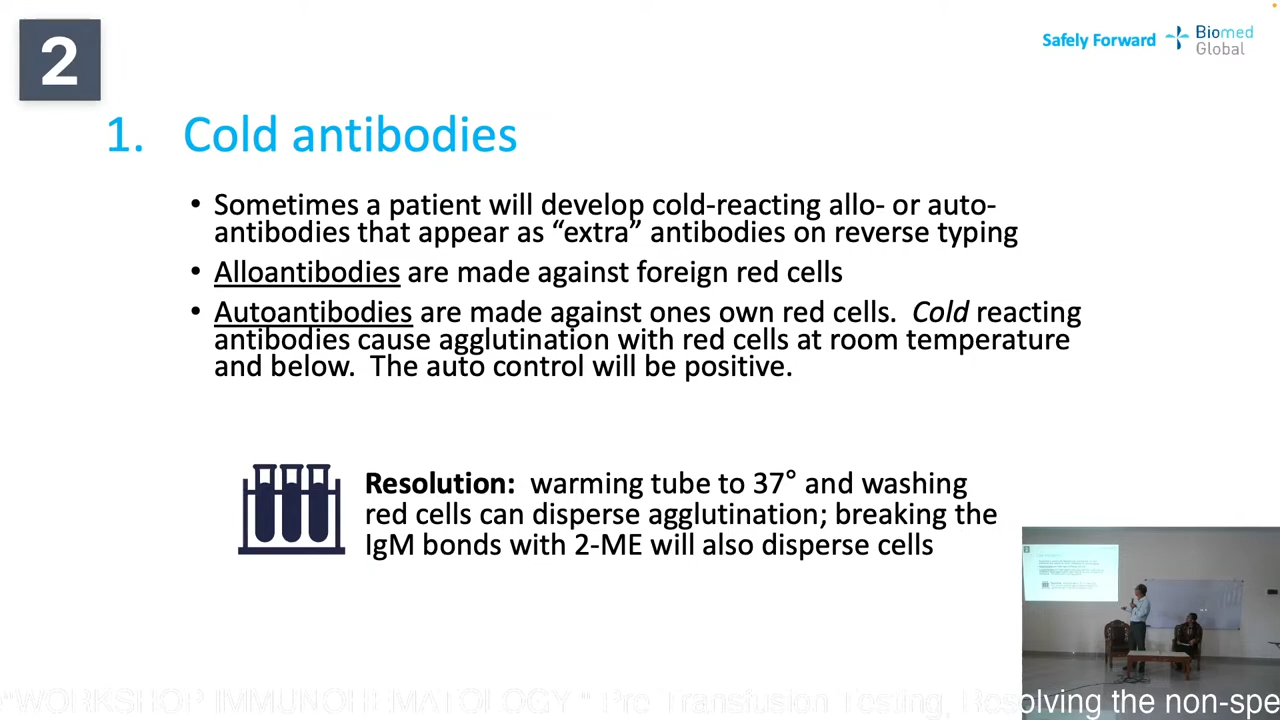 2
Safely Forward
Biomed
Global
1. Cold antibodies
• Sometimes a patient will develop cold-reacting allo- or auto-
antibodies that appear as “extra” antibodies on reverse typing
• Alloantibodies are made against foreign red cells
• Autoantibodies are made against ones own red cells. Cold reacting
antibodies cause agglutination with red cells at room temperature
and below. The auto control will be positive.
Resolution: warming tube to 37° and washing
red cells can disperse agglutination; breaking the
IgM bonds with 2-ME will also disperse cells
“WORKSHOP IMMUNOHEMATOLOGY “ Pre Transfusion Testing, Resolving the non-spe